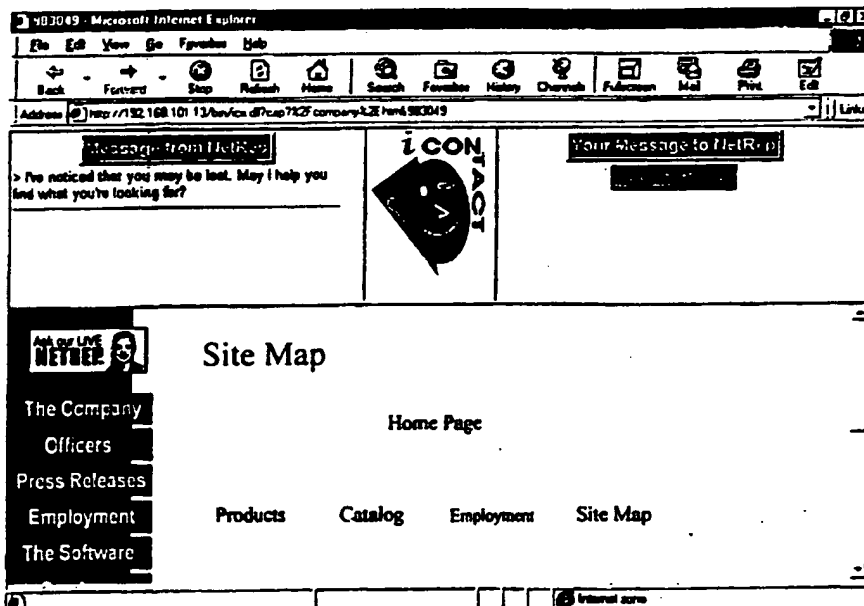 983049 - Microsoft Internet Explorer
File Edit View Go Favorites Help
Back Forward Stop Refresh Home Search Favorites History Channels Fullscreen Mail Print Edit
Address Links
Message from NetRep
> I've noticed that you may be lost. May I help you
find what you're looking for?
i CONTACT
Your Message to NetRep
Ask our LIVE
NETREP
Site Map
The Company
Officers
Press Releases
Employment
The Software
Home Page
Products Catalog Employment Site Map
Internet zone